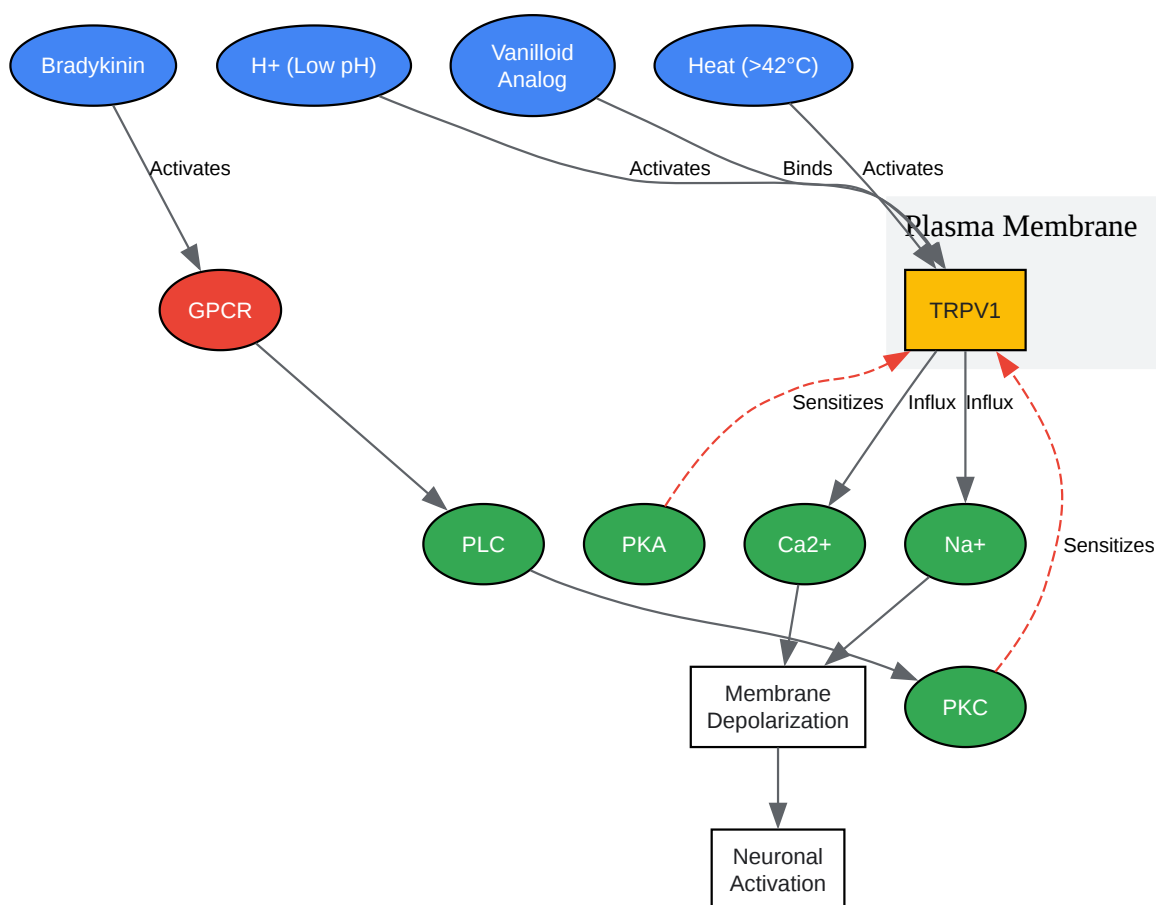 Bradykinin
H+ (Low pH)
Vanilloid
Analog
Heat (>42°C)
Activates
Activates
Binds
Activates
Plasma Membrane
GPCR
TRPV1
Sensitizes
Influx
Influx
PLC
PKA
Ca2+
Na+
Sensitizes
Membrane
Depolarization
PKC
Neuronal
Activation